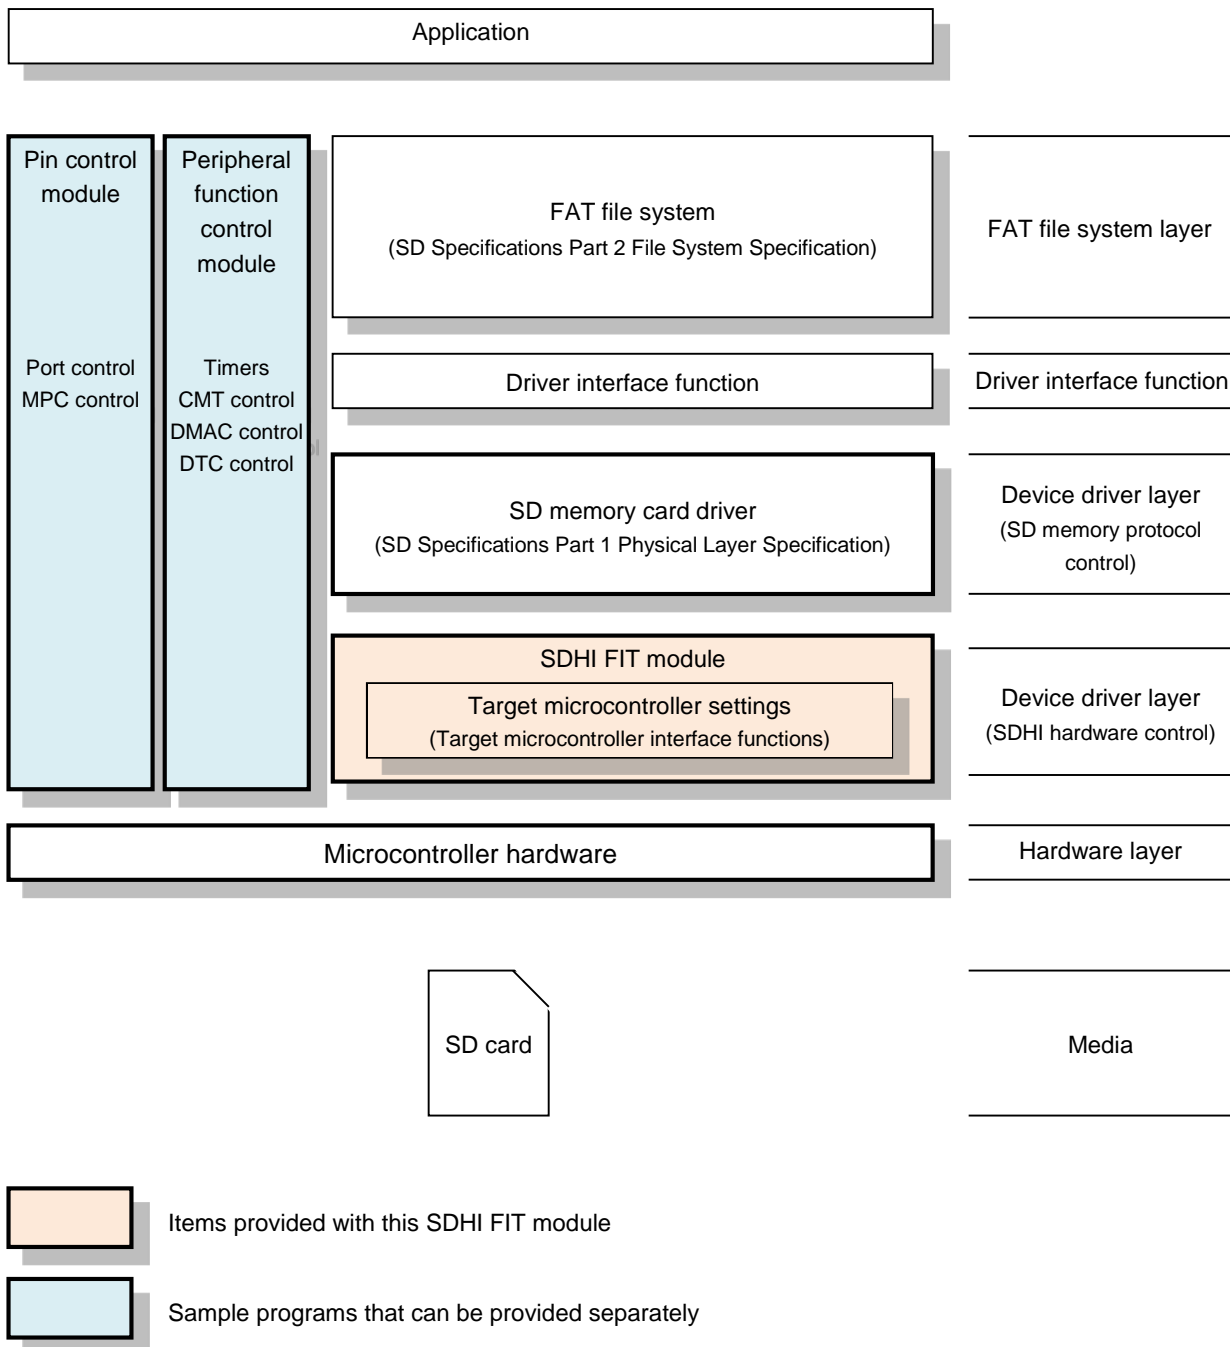 Application
Pin control
module
Port control
MPC control
Peripheral
function
control
module
Timers
CMT control
DMAC control
DTC control
FAT file system
(SD Specifications Part 2 File System Specification)
FAT file system layer
Driver interface function
Driver interface function
SD memory card driver
(SD Specifications Part 1 Physical Layer Specification)
Device driver layer
(SD memory protocol
control)
SDHI FIT module
Target microcontroller settings
(Target microcontroller interface functions)
Device driver layer
(SDHI hardware control)
Microcontroller hardware
Hardware layer
SD card
Media
Items provided with this SDHI FIT module
Sample programs that can be provided separately